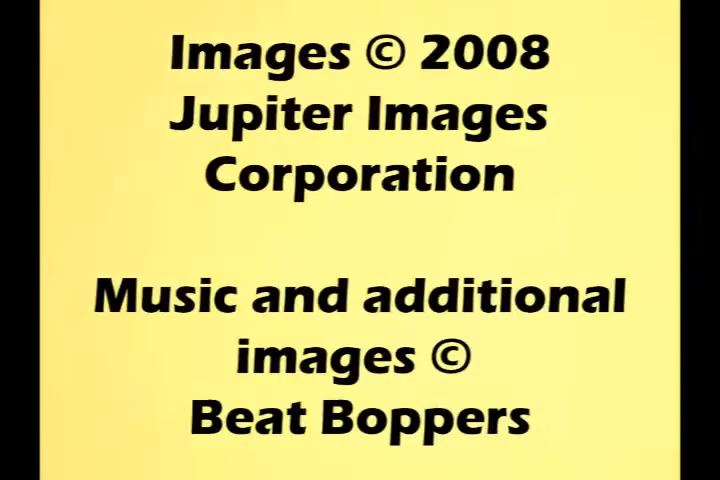 Images © 2008
Jupiter Images
Corporation
Music and additional
images ©
Beat Boppers